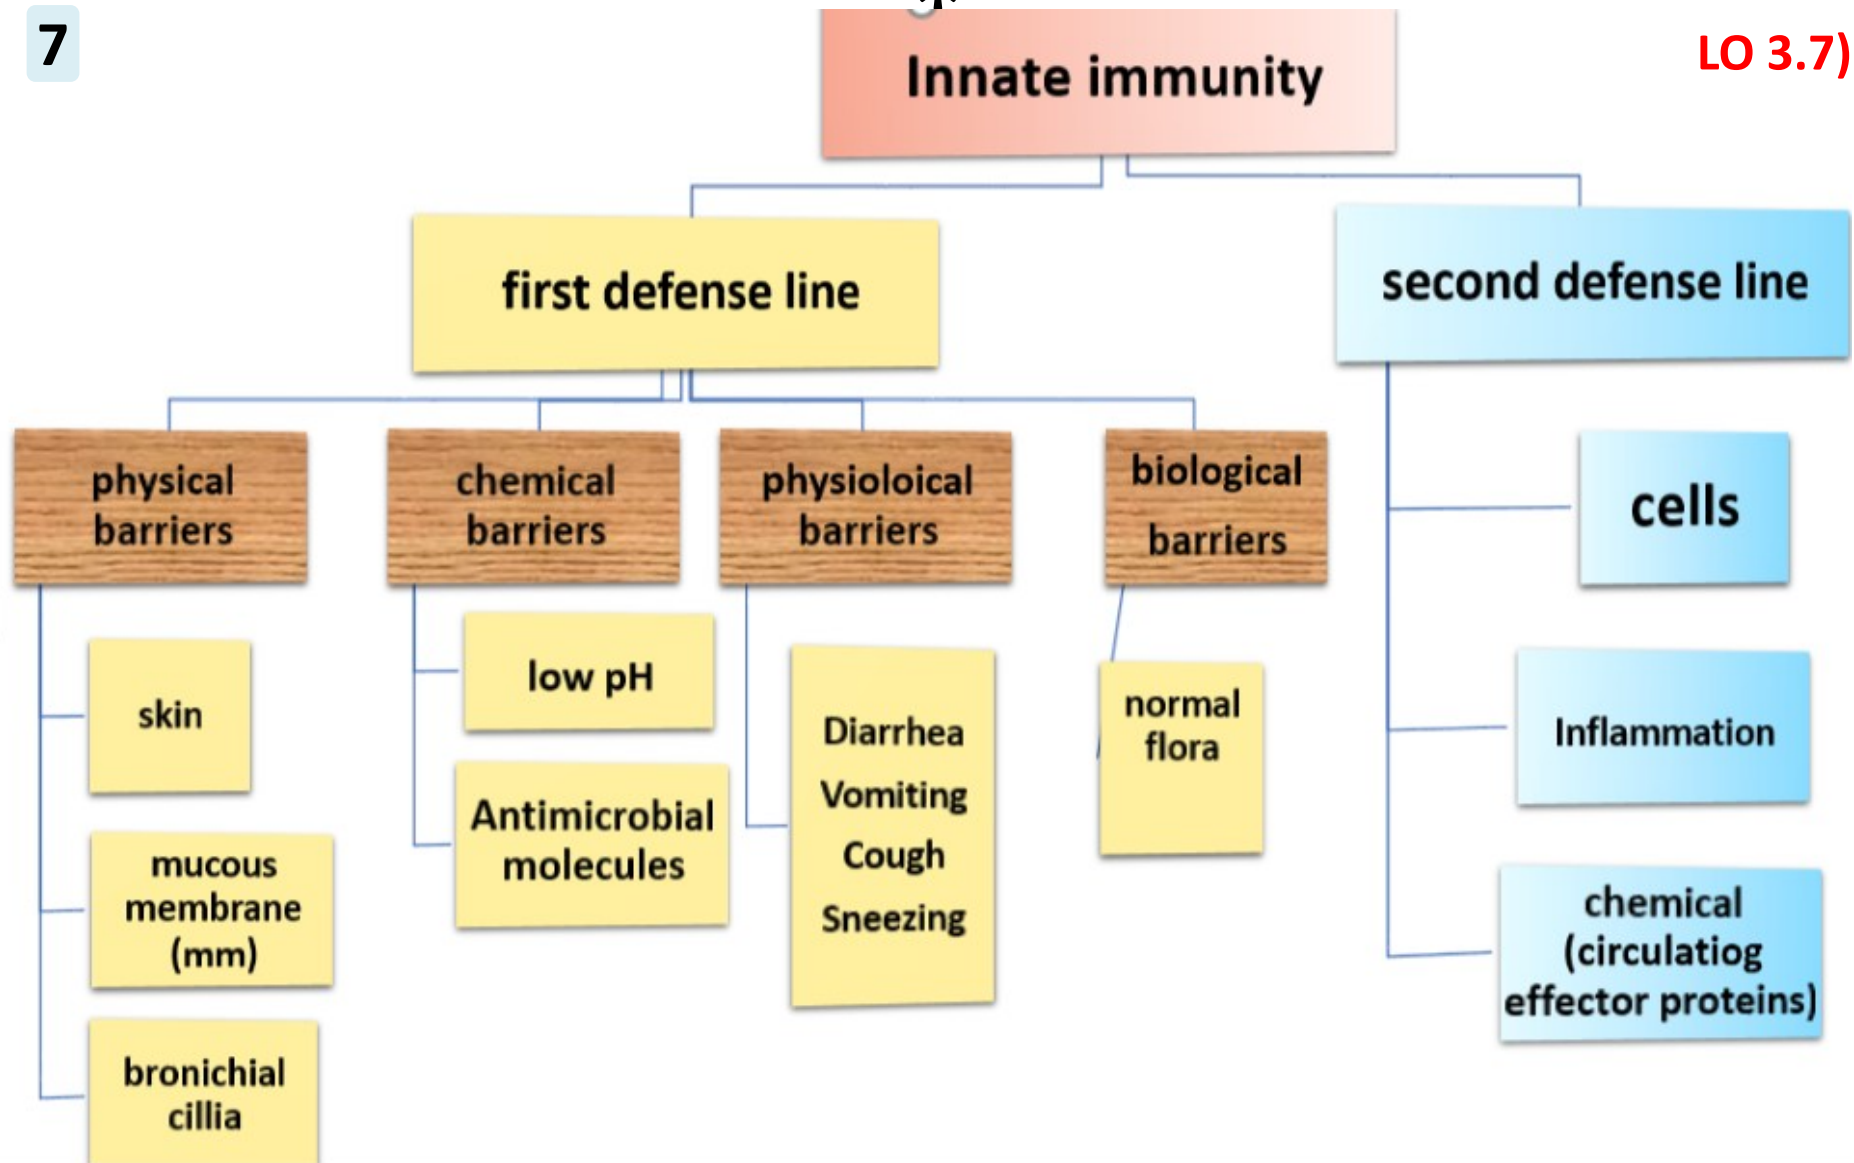 7
Innate immunity
LO 3.7)
first defense line
second defense line
physical
barriers
chemical
barriers
physioloical
barriers
biological
barriers
cells
skin
low pH
Diarrhea
Vomiting
Cough
Sneezing
normal
flora
Inflammation
mucous
membrane
(mm)
Antimicrobial
molecules
chemical
(circulatiog
effector proteins)
bronichial
cillia